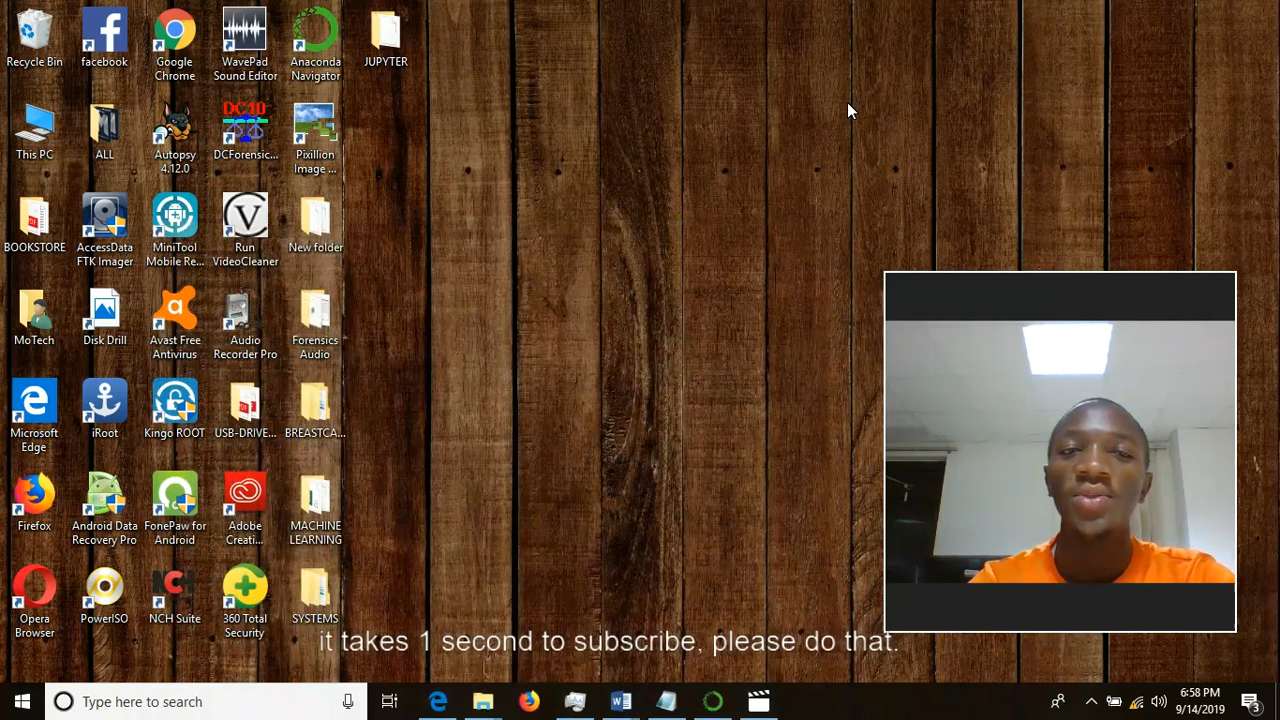 Recycle Bin
facebook
Google
Chrome
WavePad
Sound Editor
Anaconda
Navigator
JUPYTER
This PC
ALL
Autopsy
4.12.0
DC10
DCForensic...
Pixillion
Image ...
BOOKSTORE
AccessData
FTK Imager
MiniTool
Mobile Re...
Run
VideoCleaner
New folder
MoTech
Disk Drill
Avast Free
Antivirus
Audio
Recorder Pro
Forensics
Audio
Microsoft
Edge
iRoot
Kingo ROOT
USB-DRIVE...
BREASTCA...
Firefox
Android Data
Recovery Pro
FonePaw for
Android
Adobe
Creati...
MACHINE
LEARNING
Opera
Browser
PowerISO
NCH
NCH Suite
360 Total
Security
SYSTEMS
it takes 1 second to subscribe, please do that.
Type here to search
6:58 PM
9/14/2019
3